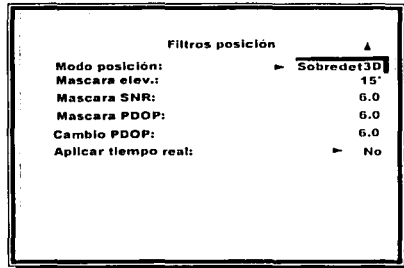 Filtros posición
Modo posición: Sobredet3D
Mascara elev.: 15°
Mascara SNR: 6.0
Mascara PDOP: 6.0
Cambio PDOP: 6.0
Aplicar tiempo real: No